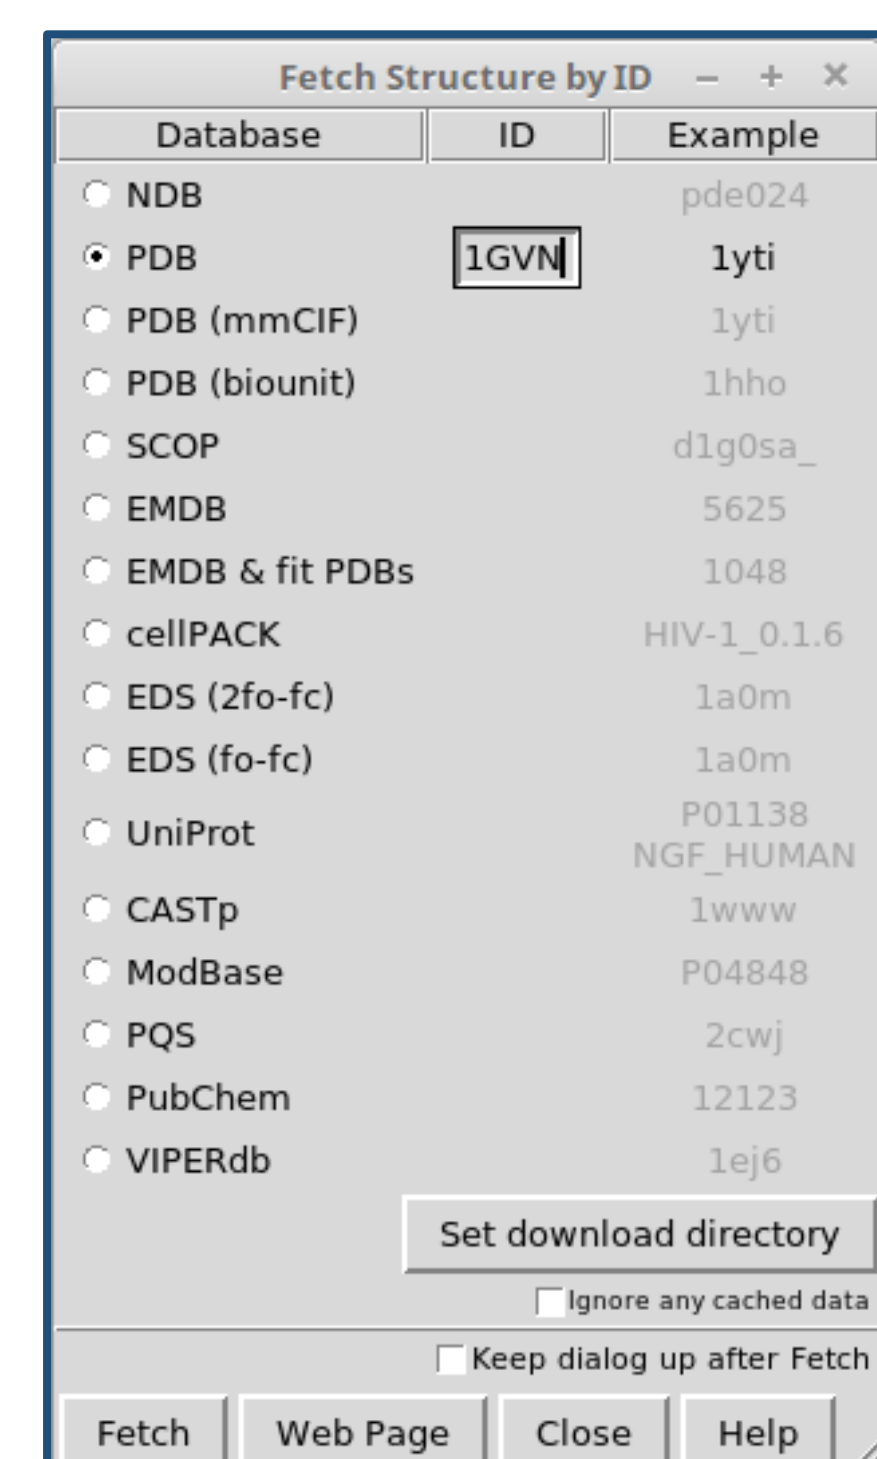 Fetch Structure by ID
Database ID Example
NDB pde024
PDB 1GVN 1yti
PDB (mmCIF) 1yti
PDB (biounit) 1hho
SCOP d1g0sa_
EMDB 5625
EMDB & fit PDBs 1048
cellPACK HIV-1_0.1.6
EDS (2fo-fc) 1a0m
EDS (fo-fc) 1a0m
UniProt P01138
NGF_HUMAN
CASTp 1www
ModBase P04848
PQS 2cwj
PubChem 12123
VIPERdb 1ej6
Set download directory
Ignore any cached data
Keep dialog up after Fetch
Fetch Web Page Close Help